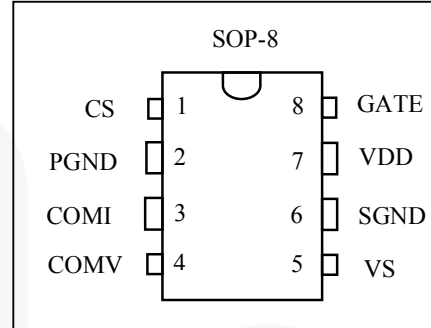 SOP-8
CS 1 8 GATE
PGND 2 7 VDD
COMI 3 6 SGND
COMV 4 5 VS